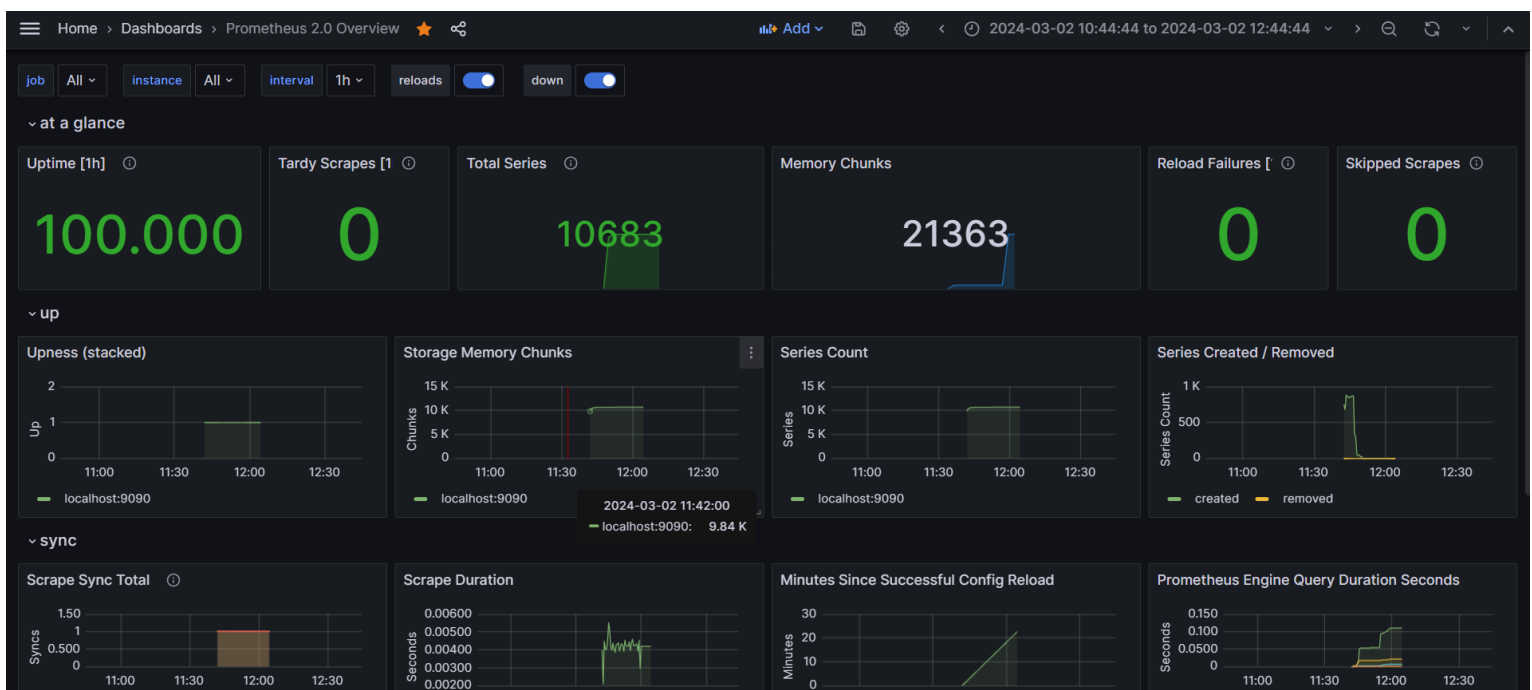 Home › Dashboards › Prometheus 2.0 Overview
Add
2024-03-02 10:44:44 to 2024-03-02 12:44:44
job All instance All interval 1h reloads down
at a glance
Uptime [1h]
100.000
Tardy Scrapes [1
0
Total Series
10683
Memory Chunks
21363
Reload Failures [
0
Skipped Scrapes
0
up
Upness (stacked)
Up
2
1
0
11:00 11:30 12:00 12:30
localhost:9090
Storage Memory Chunks
Chunks
15 K
10 K
5 K
0
11:00 11:30 12:00 12:30
localhost:9090
2024-03-02 11:42:00
localhost:9090: 9.84 K
Series Count
Series
15 K
10 K
5 K
0
11:00 11:30 12:00 12:30
localhost:9090
Series Created / Removed
Series Count
1 K
500
0
11:00 11:30 12:00 12:30
created removed
sync
Scrape Sync Total
Syncs
1.50
1
0.500
0
11:00 11:30 12:00 12:30
Scrape Duration
Seconds
0.00600
0.00500
0.00400
0.00300
0.00200
Minutes Since Successful Config Reload
Minutes
30
20
10
0
Prometheus Engine Query Duration Seconds
Seconds
0.150
0.100
0.0500
0
11:00 11:30 12:00 12:30